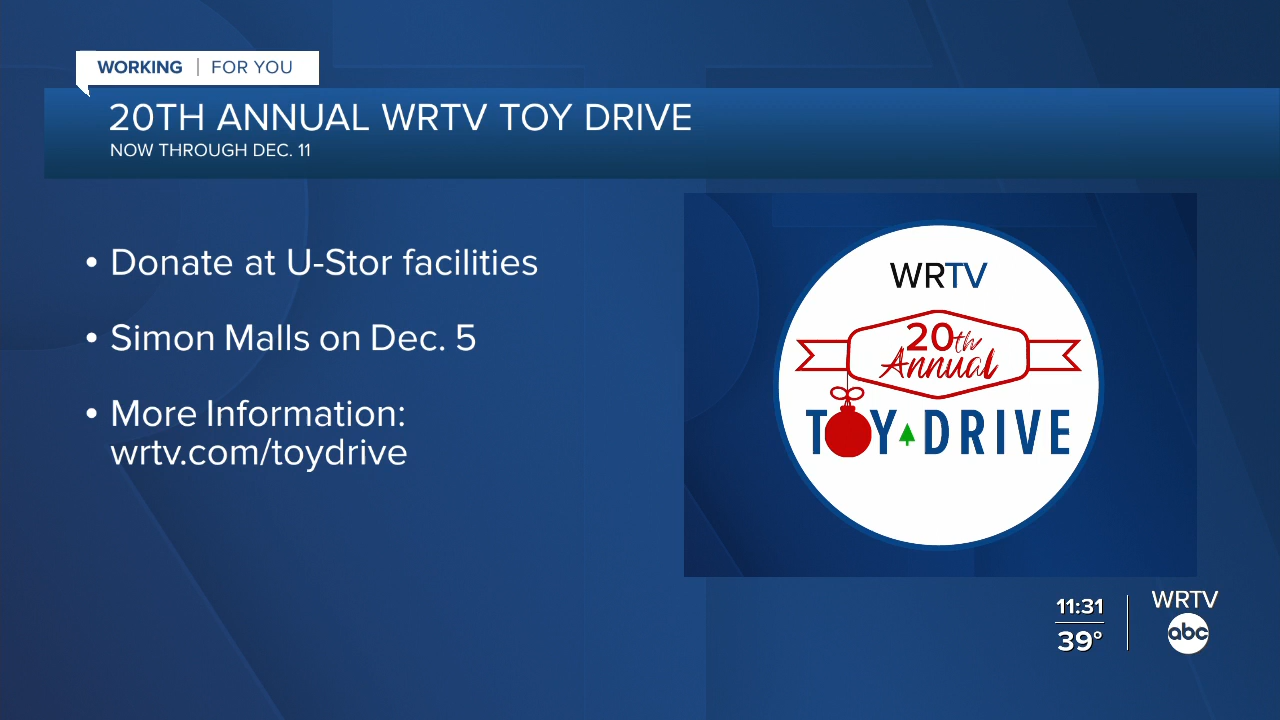 WORKING | FOR YOU
20TH ANNUAL WRTV TOY DRIVE
NOW THROUGH DEC. 11
• Donate at U-Stor facilities
• Simon Malls on Dec. 5
• More Information:
wrtv.com/toydrive
WRTV
20th
Annual
TOY DRIVE
11:31
39°
WRTV
abc